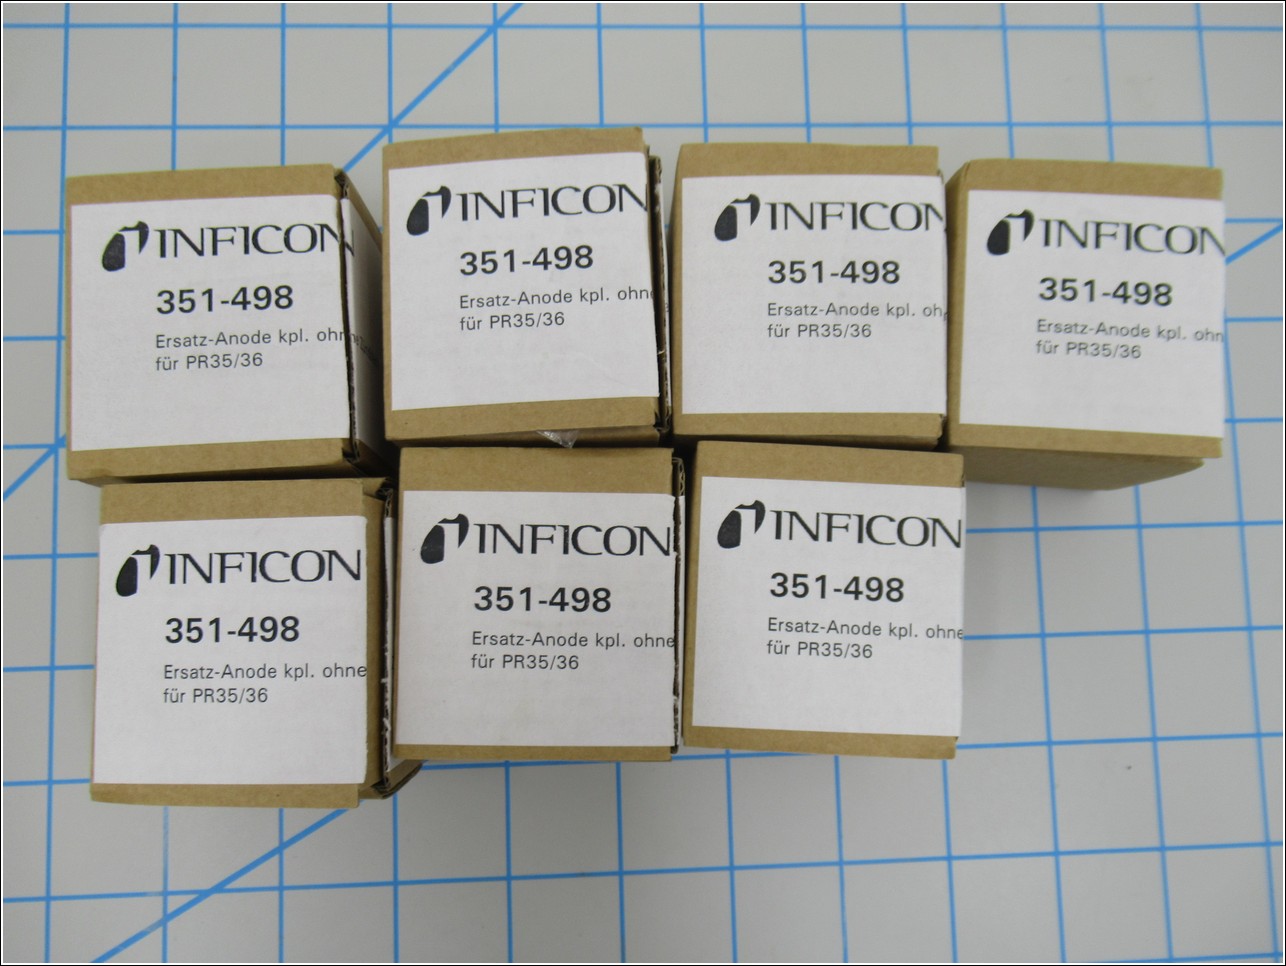 INFICON
351-498
Ersatz-Anode kpl. ohn
für PR35/36
INFICON
351-498
Ersatz-Anode kpl. ohne
für PR35/36
INFICON
351-498
Ersatz-Anode kpl. oh
für PR35/36
INFICON
351-498
Ersatz-Anode kpl. ohn
für PR35/36
INFICON
351-498
Ersatz-Anode kpl. ohne
für PR35/36
INFICON
351-498
Ersatz-Anode kpl. ohne
für PR35/36
INFICON
351-498
Ersatz-Anode kpl. ohne
für PR35/36